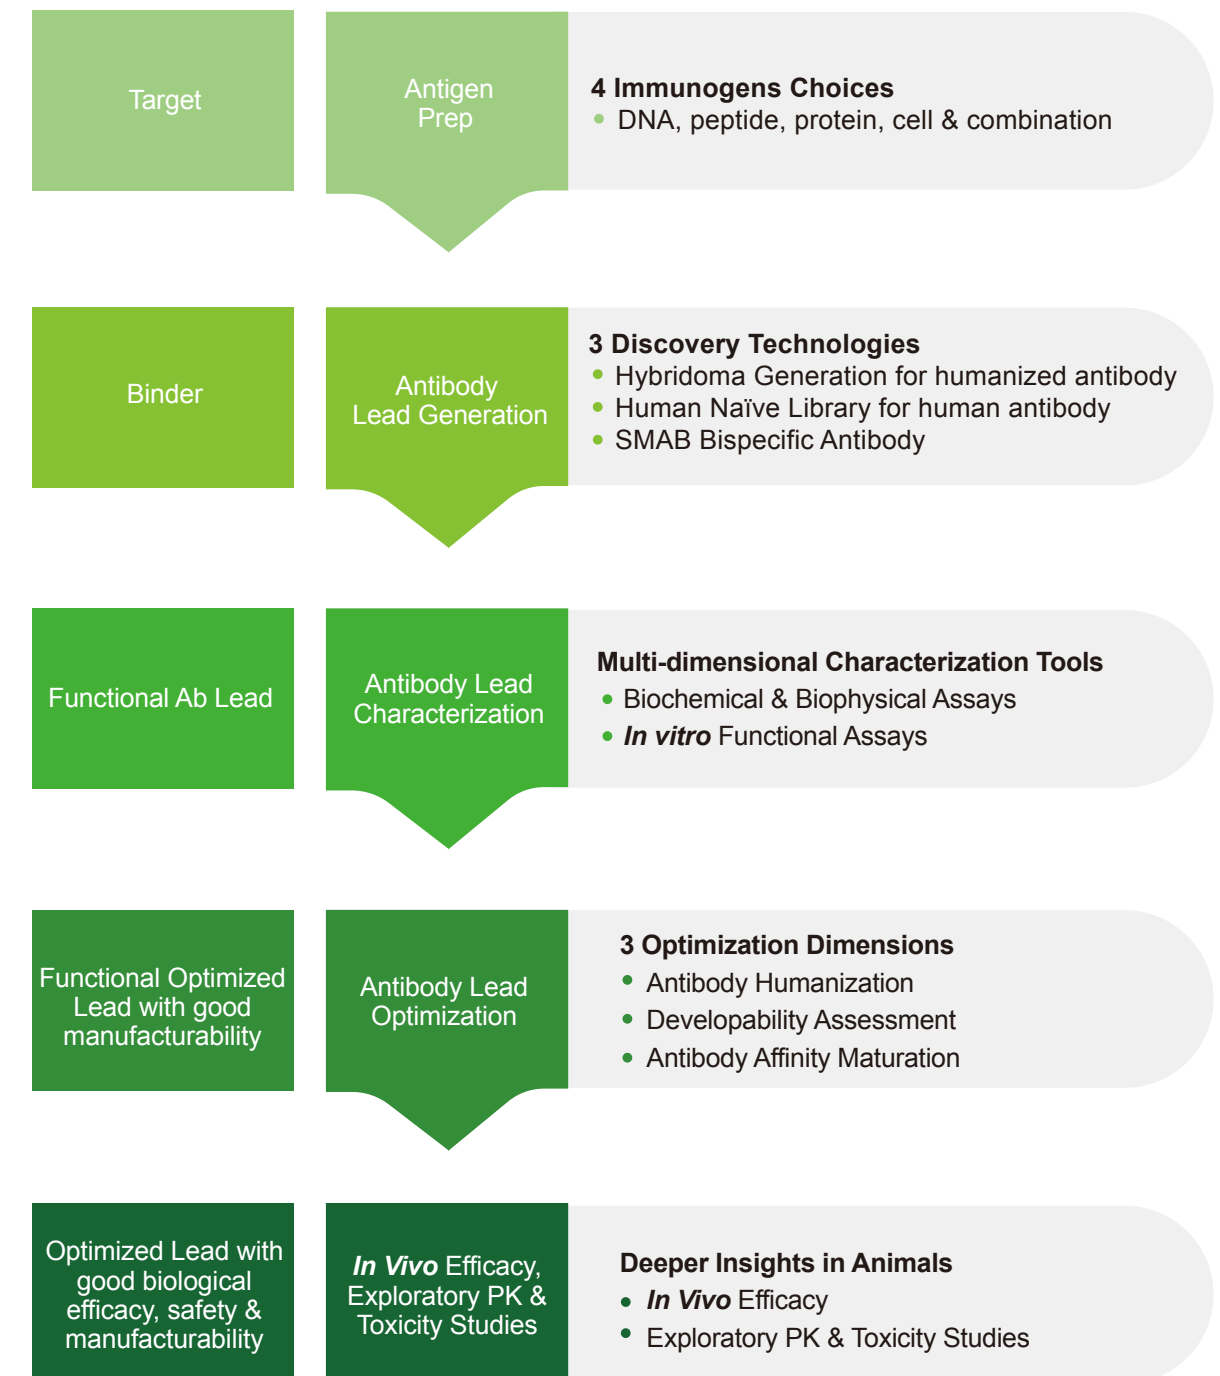 Target
Antigen
Prep
4 Immunogens Choices
• DNA, peptide, protein, cell & combination
Binder
Antibody
Lead Generation
3 Discovery Technologies
• Hybridoma Generation for humanized antibody
• Human Naïve Library for human antibody
• SMAB Bispecific Antibody
Functional Ab Lead
Antibody Lead
Characterization
Multi-dimensional Characterization Tools
• Biochemical & Biophysical Assays
• In vitro Functional Assays
Functional Optimized
Lead with good
manufacturability
Antibody Lead
Optimization
3 Optimization Dimensions
• Antibody Humanization
• Developability Assessment
• Antibody Affinity Maturation
Optimized Lead with
good biological
efficacy, safety &
manufacturability
In Vivo Efficacy,
Exploratory PK &
Toxicity Studies
Deeper Insights in Animals
• In Vivo Efficacy
• Exploratory PK & Toxicity Studies